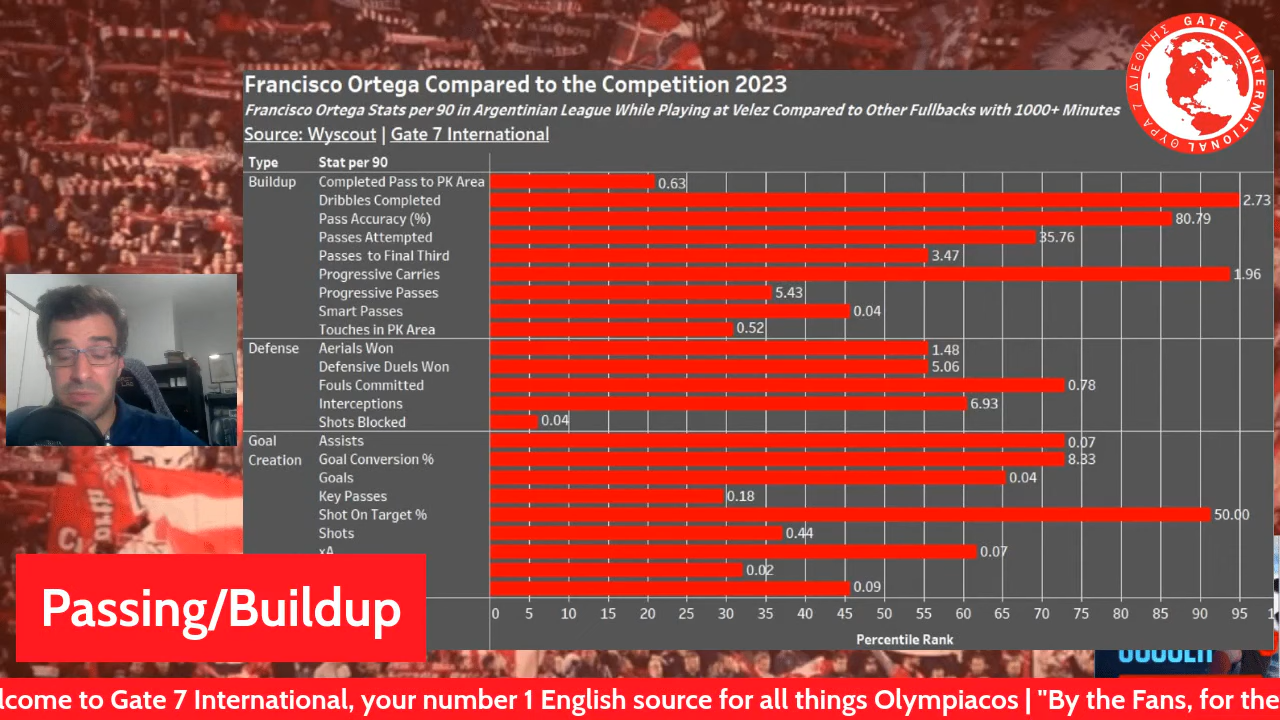 GATE 7 INTERNATIONAL
ΘΥΡΑ 7 ΔΙΕΘΝΗΣ
Francisco Ortega Compared to the Competition 2023
Francisco Ortega Stats per 90 in Argentinian League While Playing at Velez Compared to Other Fullbacks with 1000+ Minutes
Source: Wyscout | Gate 7 International
Type Stat per 90
Buildup Completed Pass to PK Area 0.63
Dribbles Completed 2.73
Pass Accuracy (%) 80.79
Passes Attempted 35.76
Passes to Final Third 3.47
Progressive Carries 1.96
Progressive Passes 5.43
Smart Passes 0.04
Touches in PK Area 0.52
Defense Aerials Won 1.48
Defensive Duels Won 5.06
Fouls Committed 0.78
Interceptions 6.93
Shots Blocked 0.04
Goal Assists 0.07
Creation Goal Conversion % 8.33
Goals 0.04
Key Passes 0.18
Shot On Target % 50.00
Shots 0.44
xA 0.07
0.02
0.09
0 5 10 15 20 25 30 35 40 45 50 55 60 65 70 75 80 85 90 95 1
Percentile Rank
Passing/Buildup
lcome to Gate 7 International, your number 1 English source for all things Olympiacos | "By the Fans, for the